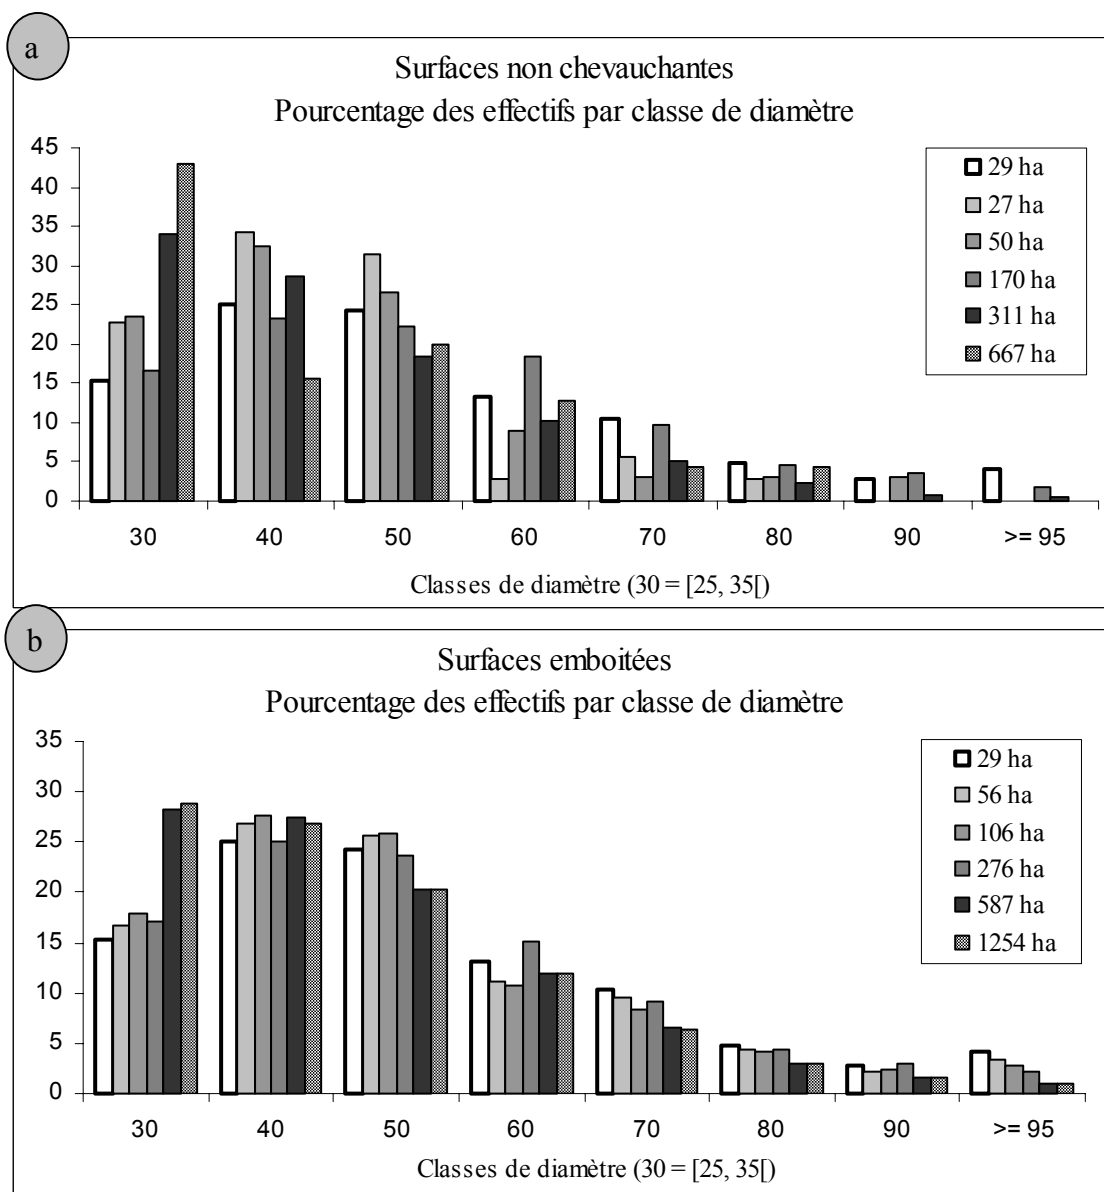 a
Surfaces non chevauchantes
Pourcentage des effectifs par classe de diamètre
45
40
35
30
25
20
15
10
5
0
29 ha
27 ha
50 ha
170 ha
311 ha
667 ha
30 40 50 60 70 80 90 >= 95
Classes de diamètre (30 = [25, 35[)
b
Surfaces emboitées
Pourcentage des effectifs par classe de diamètre
35
30
25
20
15
10
5
0
29 ha
56 ha
106 ha
276 ha
587 ha
1254 ha
30 40 50 60 70 80 90 >= 95
Classes de diamètre (30 = [25, 35[)